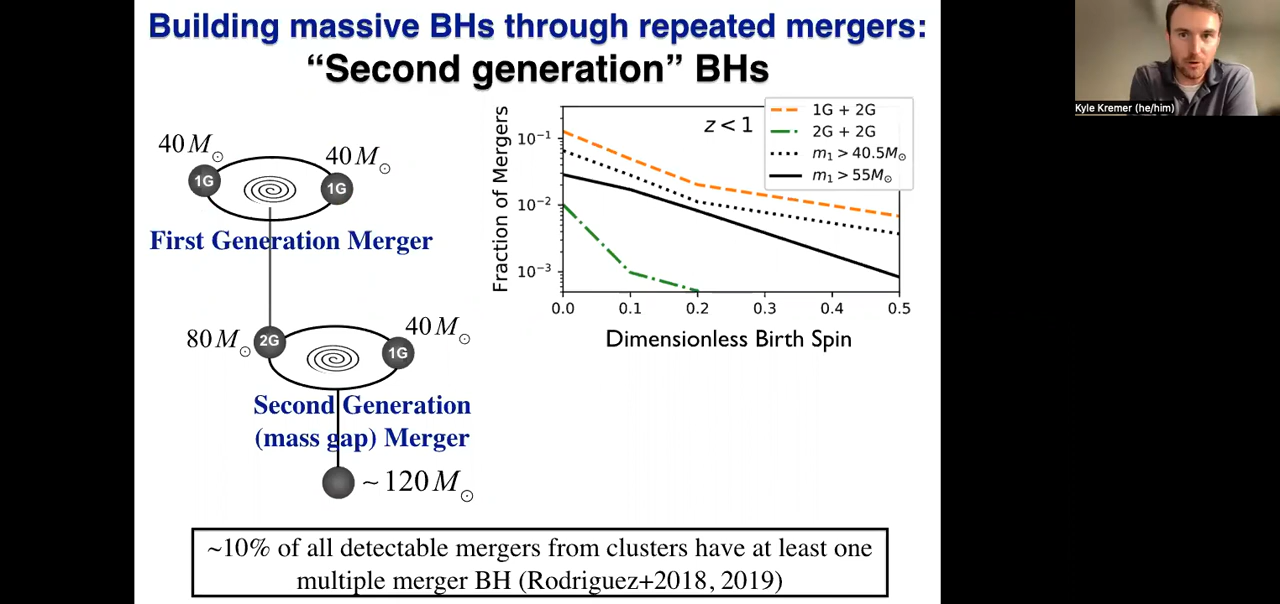 Building massive BHs through repeated mergers:
“Second generation” BHs
Kyle Kremer (he/him)
40 M☉
40 M☉
1G
1G
First Generation Merger
80 M☉
2G
40 M☉
1G
Second Generation
(mass gap) Merger
~ 120 M☉
Fraction of Mergers
10⁻¹
10⁻²
10⁻³
z < 1
1G + 2G
2G + 2G
m₁ > 40.5M☉
m₁ > 55M☉
0.0 0.1 0.2 0.3 0.4 0.5
Dimensionless Birth Spin
~10% of all detectable mergers from clusters have at least one
multiple merger BH (Rodriguez+2018, 2019)